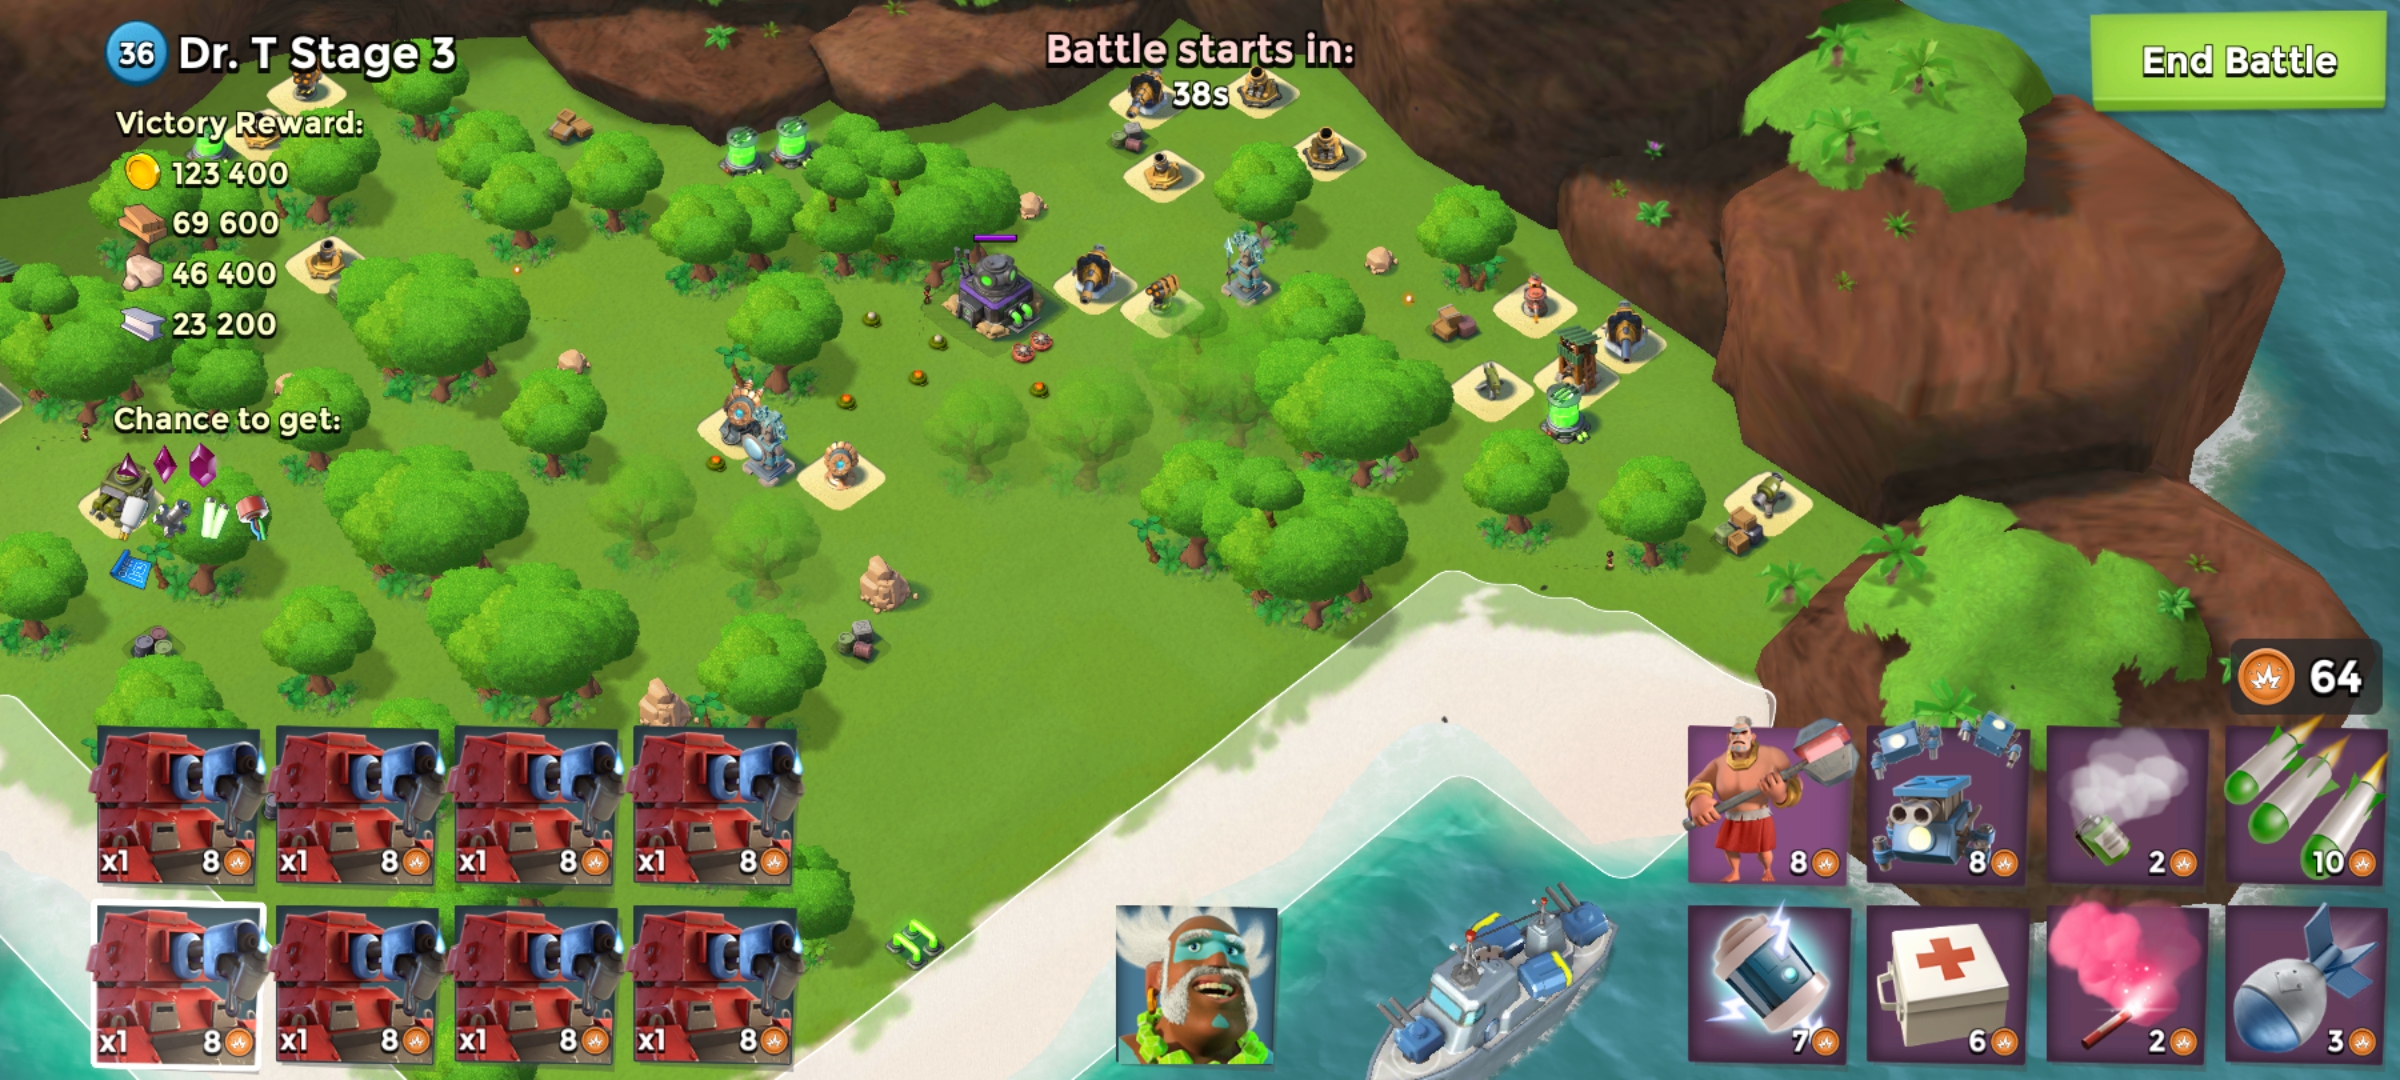 36 Dr. T Stage 3
Battle starts in:
38s
End Battle
Victory Reward:
123 400
69 600
46 400
23 200
Chance to get:
64
x1 8
x1 8
x1 8
x1 8
8
8
2
10
x1 8
x1 8
x1 8
x1 8
7
6
2
3